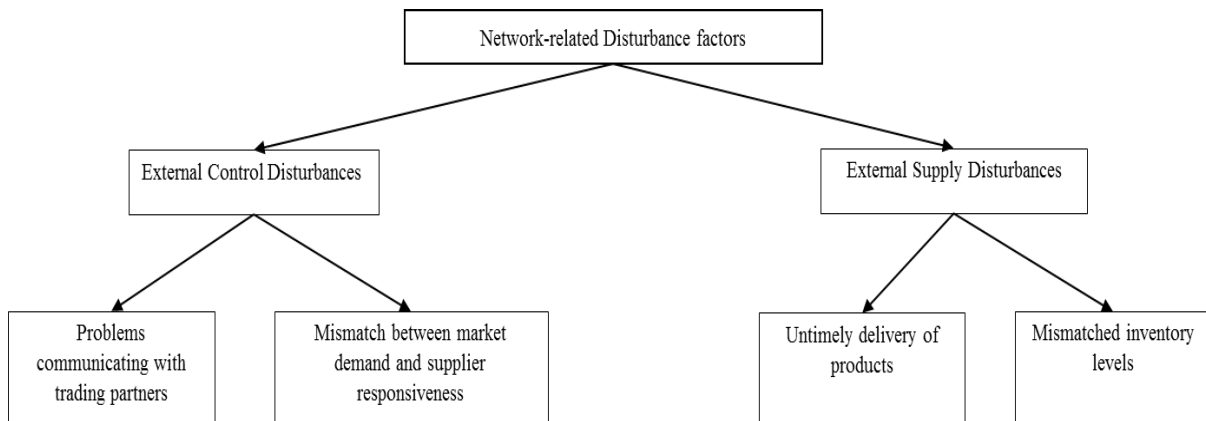 Network-related Disturbance factors
External Control Disturbances
External Supply Disturbances
Problems
communicating with
trading partners
Mismatch between market
demand and supplier
responsiveness
Untimely delivery of
products
Mismatched inventory
levels